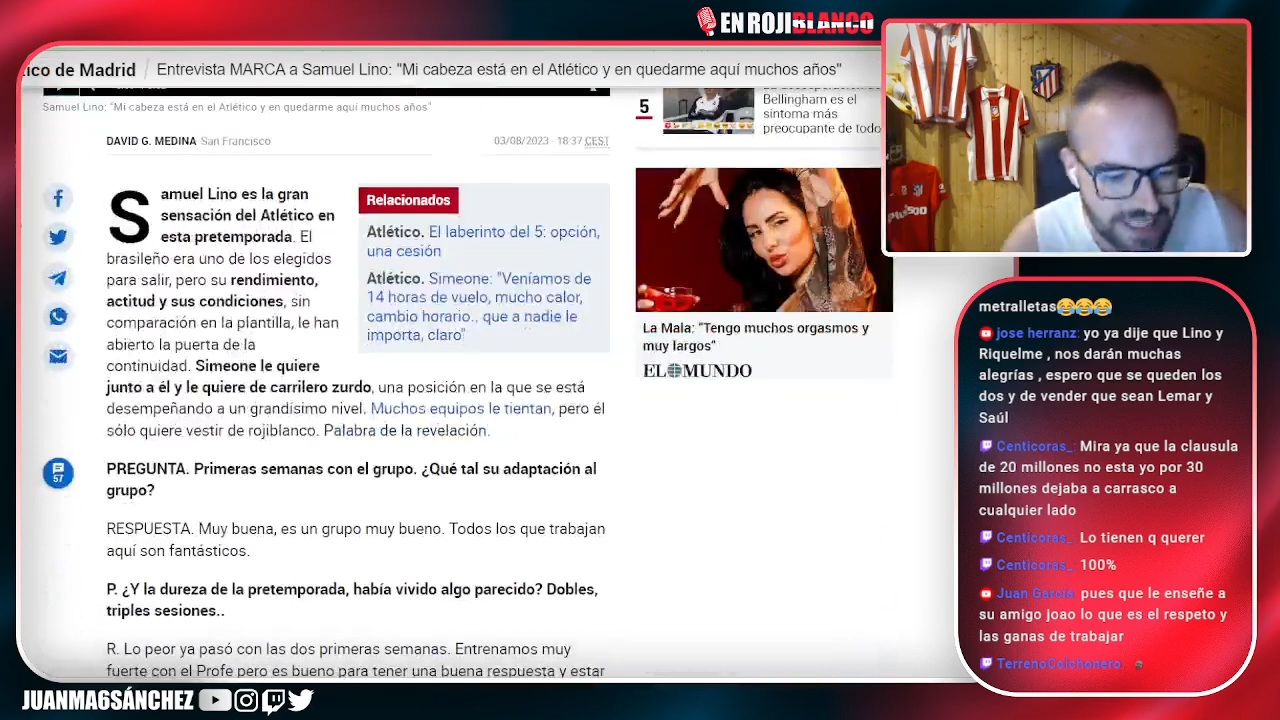 EN ROJIBLANCO
ico de Madrid
Entrevista MARCA a Samuel Lino: "Mi cabeza está en el Atlético y en quedarme aquí muchos años"
Samuel Lino: "Mi cabeza está en el Atlético y en quedarme aquí muchos años"
DAVID G. MEDINA San Francisco
03/08/2023 - 18:37 CEST
Samuel Lino es la gran
sensación del Atlético en
esta pretemporada. El
brasileño era uno de los elegidos
para salir, pero su rendimiento,
actitud y sus condiciones, sin
comparación en la plantilla, le han
abierto la puerta de la
continuidad. Simeone le quiere
junto a él y le quiere de carrilero zurdo, una posición en la que se está
desempeñando a un grandísimo nivel. Muchos equipos le tientan, pero él
sólo quiere vestir de rojiblanco. Palabra de la revelación.
Relacionados
Atlético. El laberinto del 5: opción,
una cesión
Atlético. Simeone: "Veníamos de
14 horas de vuelo, mucho calor,
cambio horario.. que a nadie le
importa, claro"
57
PREGUNTA. Primeras semanas con el grupo. ¿Qué tal su adaptación al
grupo?
RESPUESTA. Muy buena, es un grupo muy bueno. Todos los que trabajan
aquí son fantásticos.
P. ¿Y la dureza de la pretemporada, había vivido algo parecido? Dobles,
triples sesiones..
R. Lo peor ya pasó con las dos primeras semanas. Entrenamos muy
fuerte con el Profe pero es bueno para tener una buena respuesta y estar
5
Bellingham es el
síntoma más
preocupante de todo
La Mala: "Tengo muchos orgasmos y
muy largos"
EL MUNDO
metralletas😂😂😂
jose herranz: yo ya dije que Lino y
Riquelme , nos darán muchas
alegrías , espero que se queden los
dos y de vender que sean Lemar y
Saúl
Centicoras_: Mira ya que la clausula
de 20 millones no esta yo por 30
millones dejaba a carrasco a
cualquier lado
Centicoras_: Lo tienen q querer
Centicoras_: 100%
Juan García: pues que le enseñe a
su amigo joao lo que es el respeto y
las ganas de trabajar
TerrenoColchonero
JUANMA6SÁNCHEZ